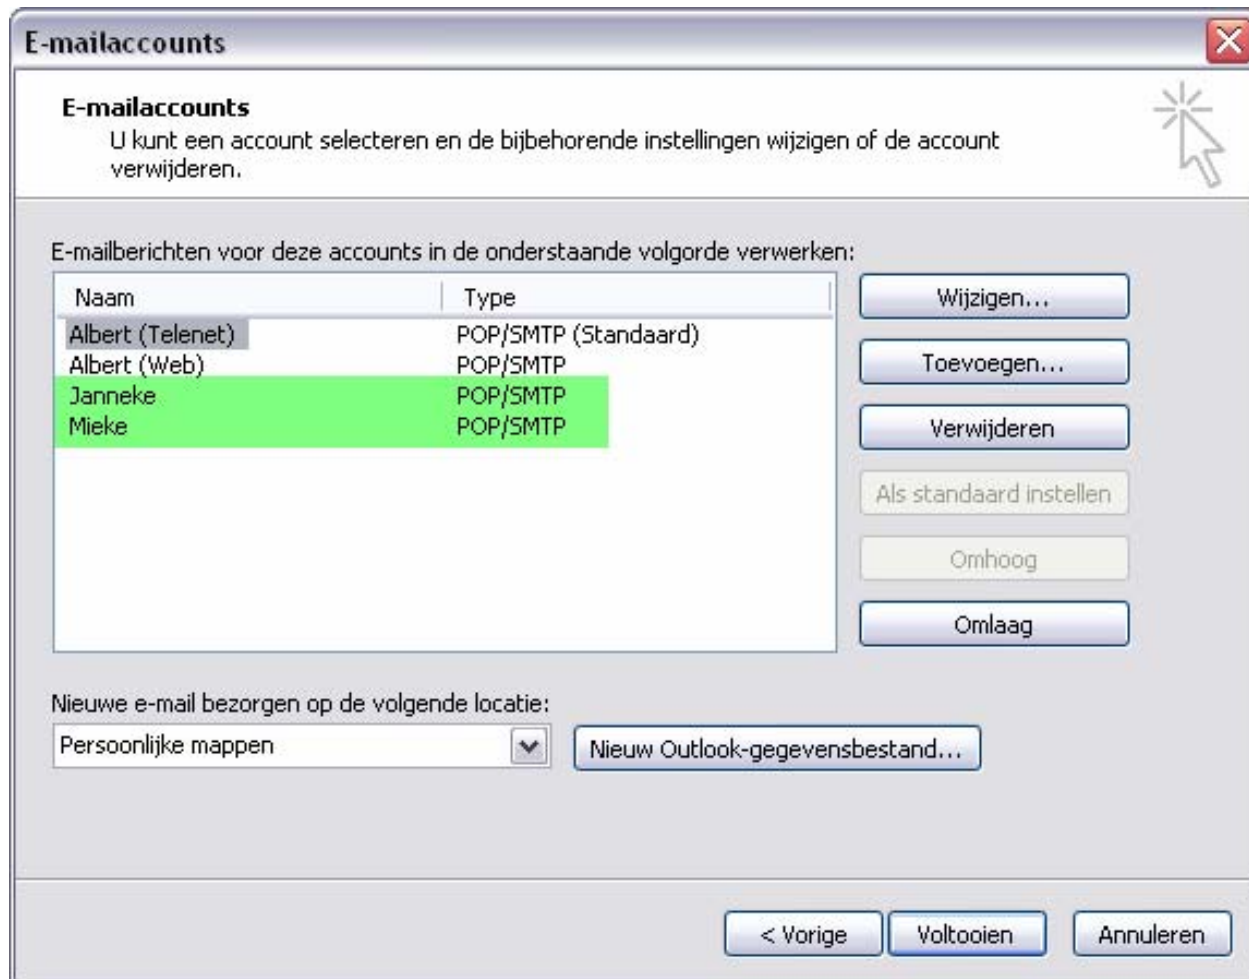 E-mailaccounts
E-mailaccounts
U kunt een account selecteren en de bijbehorende instellingen wijzigen of de account
verwijderen.
E-mailberichten voor deze accounts in de onderstaande volgorde verwerken:
Naam Type
Albert (Telenet) POP/SMTP (Standaard)
Albert (Web) POP/SMTP
Janneke POP/SMTP
Mieke POP/SMTP
Wijzigen...
Toevoegen...
Verwijderen
Als standaard instellen
Omhoog
Omlaag
Nieuwe e-mail bezorgen op de volgende locatie:
Persoonlijke mappen
Nieuw Outlook-gegevensbestand...
< Vorige
Voltooien
Annuleren